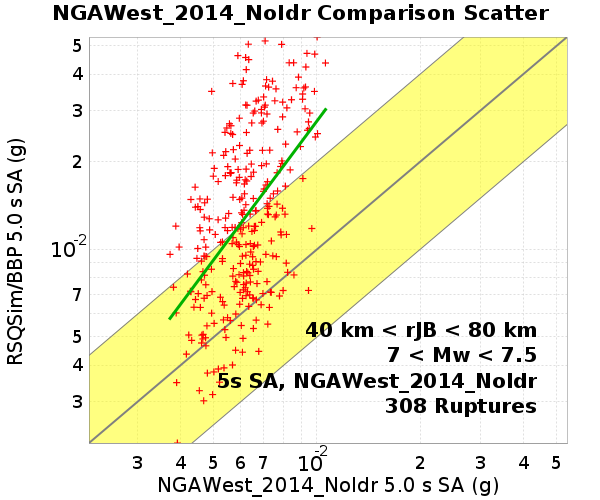 NGAWest_2014_NoIdr Comparison Scatter
RSQSim/BBP 5.0 s SA (g)
5
4
3
2
10-2
7
5
4
3
40 km < rJB < 80 km
7 < Mw < 7.5
5s SA, NGAWest_2014_NoIdr
308 Ruptures
3 4 5 6 7 10-2 2 3 4 5
NGAWest_2014_NoIdr 5.0 s SA (g)